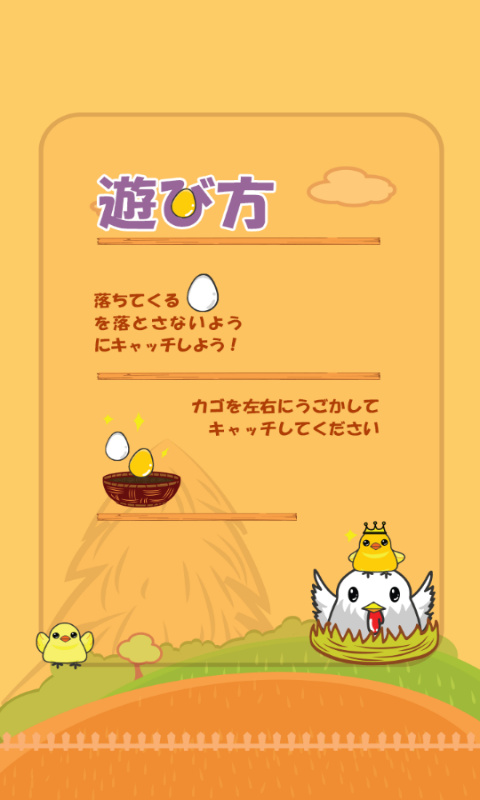 遊び方
落ちてくる
を落とさないよう
にキャッチしよう!
カゴを左右にうごかして
キャッチしてください